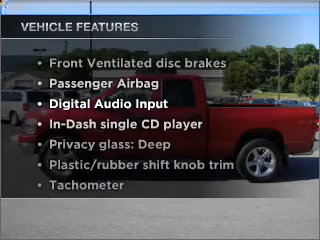 VEHICLE FEATURES
• Front Ventilated disc brakes
• Passenger Airbag
• Digital Audio Input
• In-Dash single CD player
• Privacy glass: Deep
• Plastic/rubber shift knob trim
• Tachometer